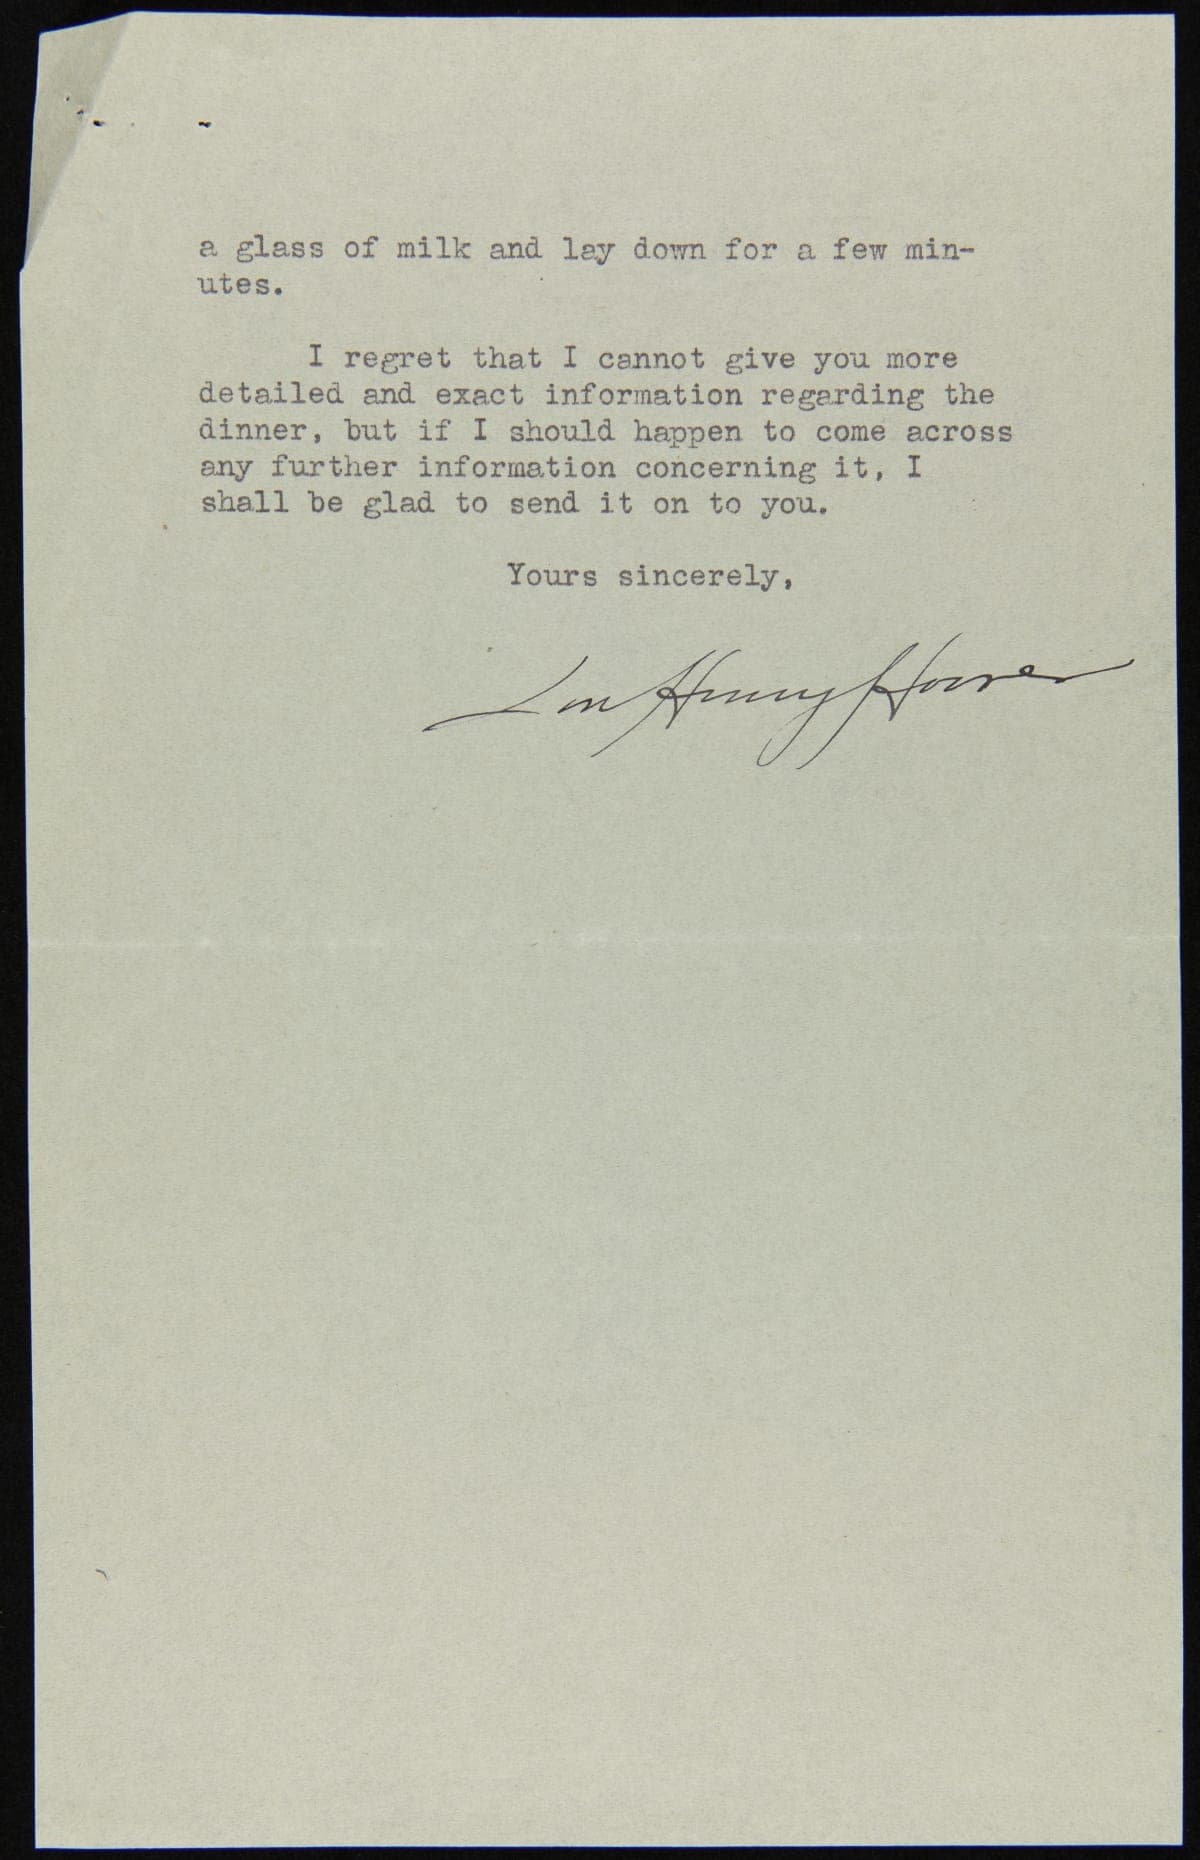 a glass of milk and lay down for a few min-
utes.
I regret that I cannot give you more
detailed and exact information regarding the
dinner, but if I should happen to come across
any further information concerning it, I
shall be glad to send it on to you.
Yours sincerely,
Lou Henry Hoover